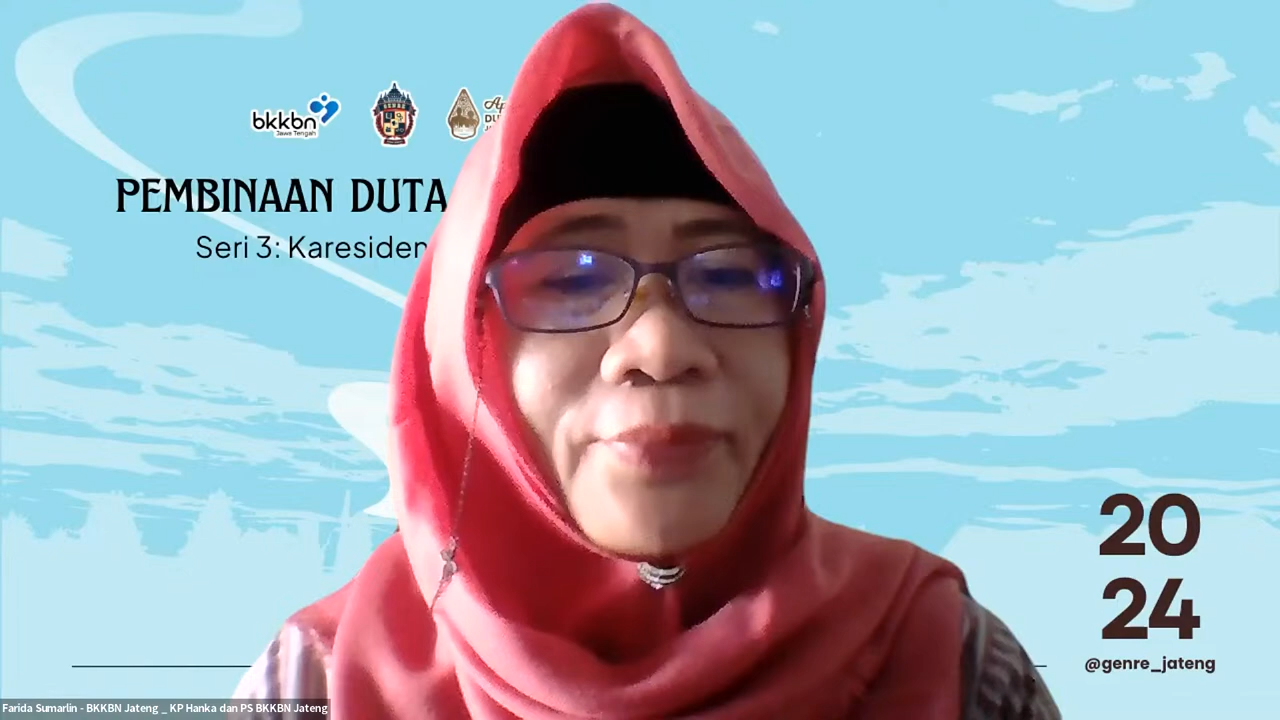 bkkbn
Jawa Tengah
GENRE
PEMBINAAN DUTA
Seri 3: Karesiden
20
24
@genre_jateng
Farida Sumarlin - BKKBN Jateng _ KP Hanka dan PS BKKBN Jateng